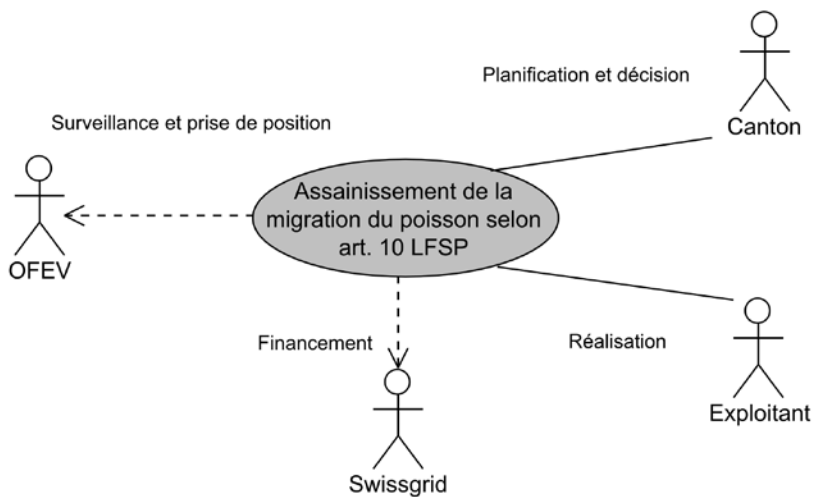 Planification et décision
Canton
Surveillance et prise de position
OFEV
Assainissement de la
migration du poisson selon
art. 10 LFSP
Financement
Réalisation
Exploitant
Swissgrid